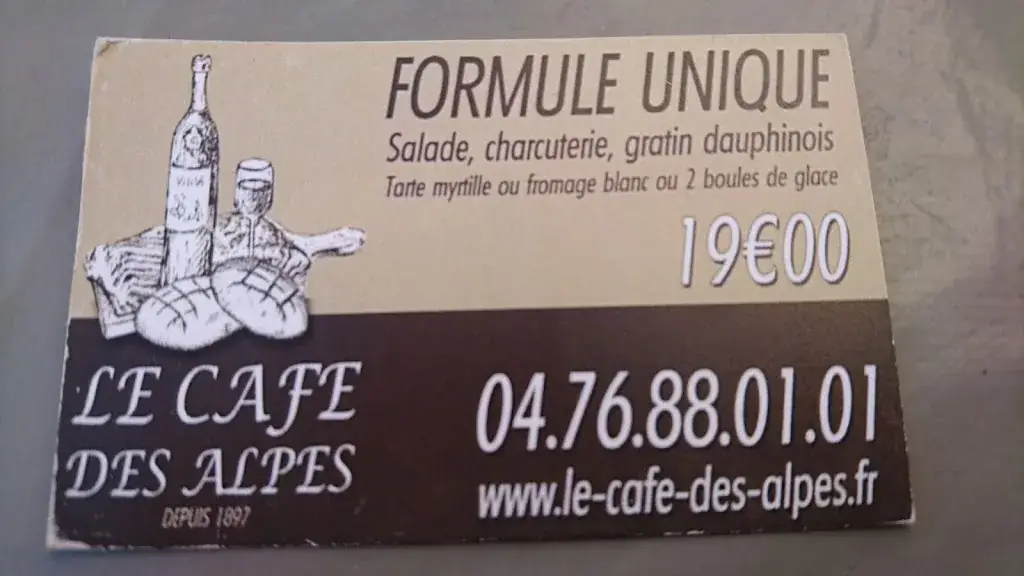 FORMULE UNIQUE
Salade, charcuterie, gratin dauphinois
Tarte myrtille ou fromage blanc ou 2 boules de glace
19€00
LE CAFE
DES ALPES
DEPUIS 1897
04.76.88.01.01
www.le-cafe-des-alpes.fr